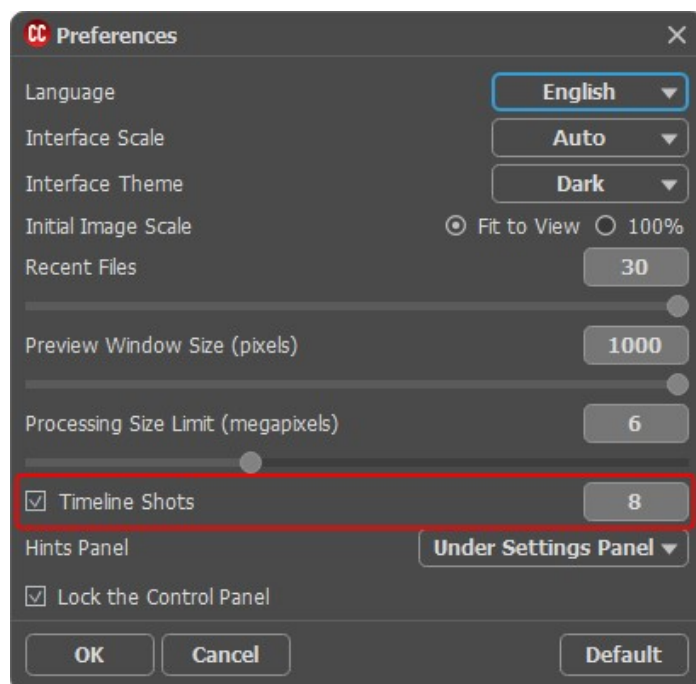 CC Preferences
Language English
Interface Scale Auto
Interface Theme Dark
Initial Image Scale Fit to View 100%
Recent Files 30
Preview Window Size (pixels) 1000
Processing Size Limit (megapixels) 6
Timeline Shots 8
Hints Panel Under Settings Panel
Lock the Control Panel
OK Cancel Default